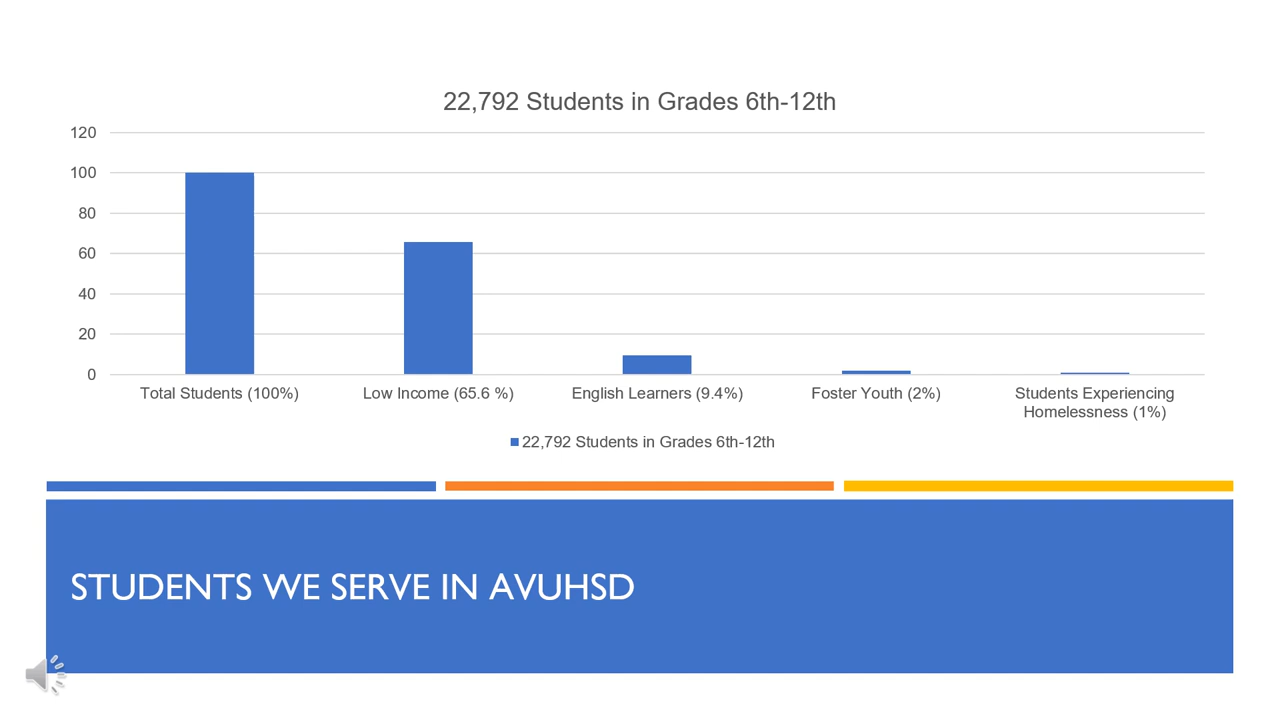 22,792 Students in Grades 6th-12th
120
100
80
60
40
20
0
Total Students (100%)
Low Income (65.6 %)
English Learners (9.4%)
Foster Youth (2%)
Students Experiencing
Homelessness (1%)
22,792 Students in Grades 6th-12th
STUDENTS WE SERVE IN AVUHSD